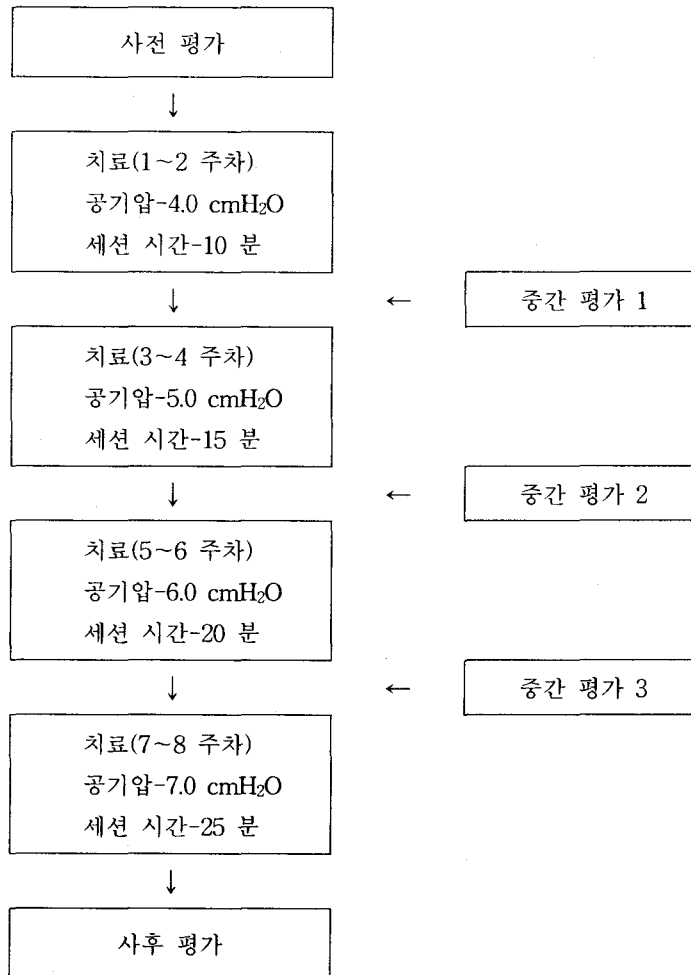 사전 평가
↓
치료(1~2 주차)
공기압-4.0 cmH₂O
세션 시간-10 분
↓ ← 중간 평가 1
치료(3~4 주차)
공기압-5.0 cmH₂O
세션 시간-15 분
↓ ← 중간 평가 2
치료(5~6 주차)
공기압-6.0 cmH₂O
세션 시간-20 분
↓ ← 중간 평가 3
치료(7~8 주차)
공기압-7.0 cmH₂O
세션 시간-25 분
↓
사후 평가